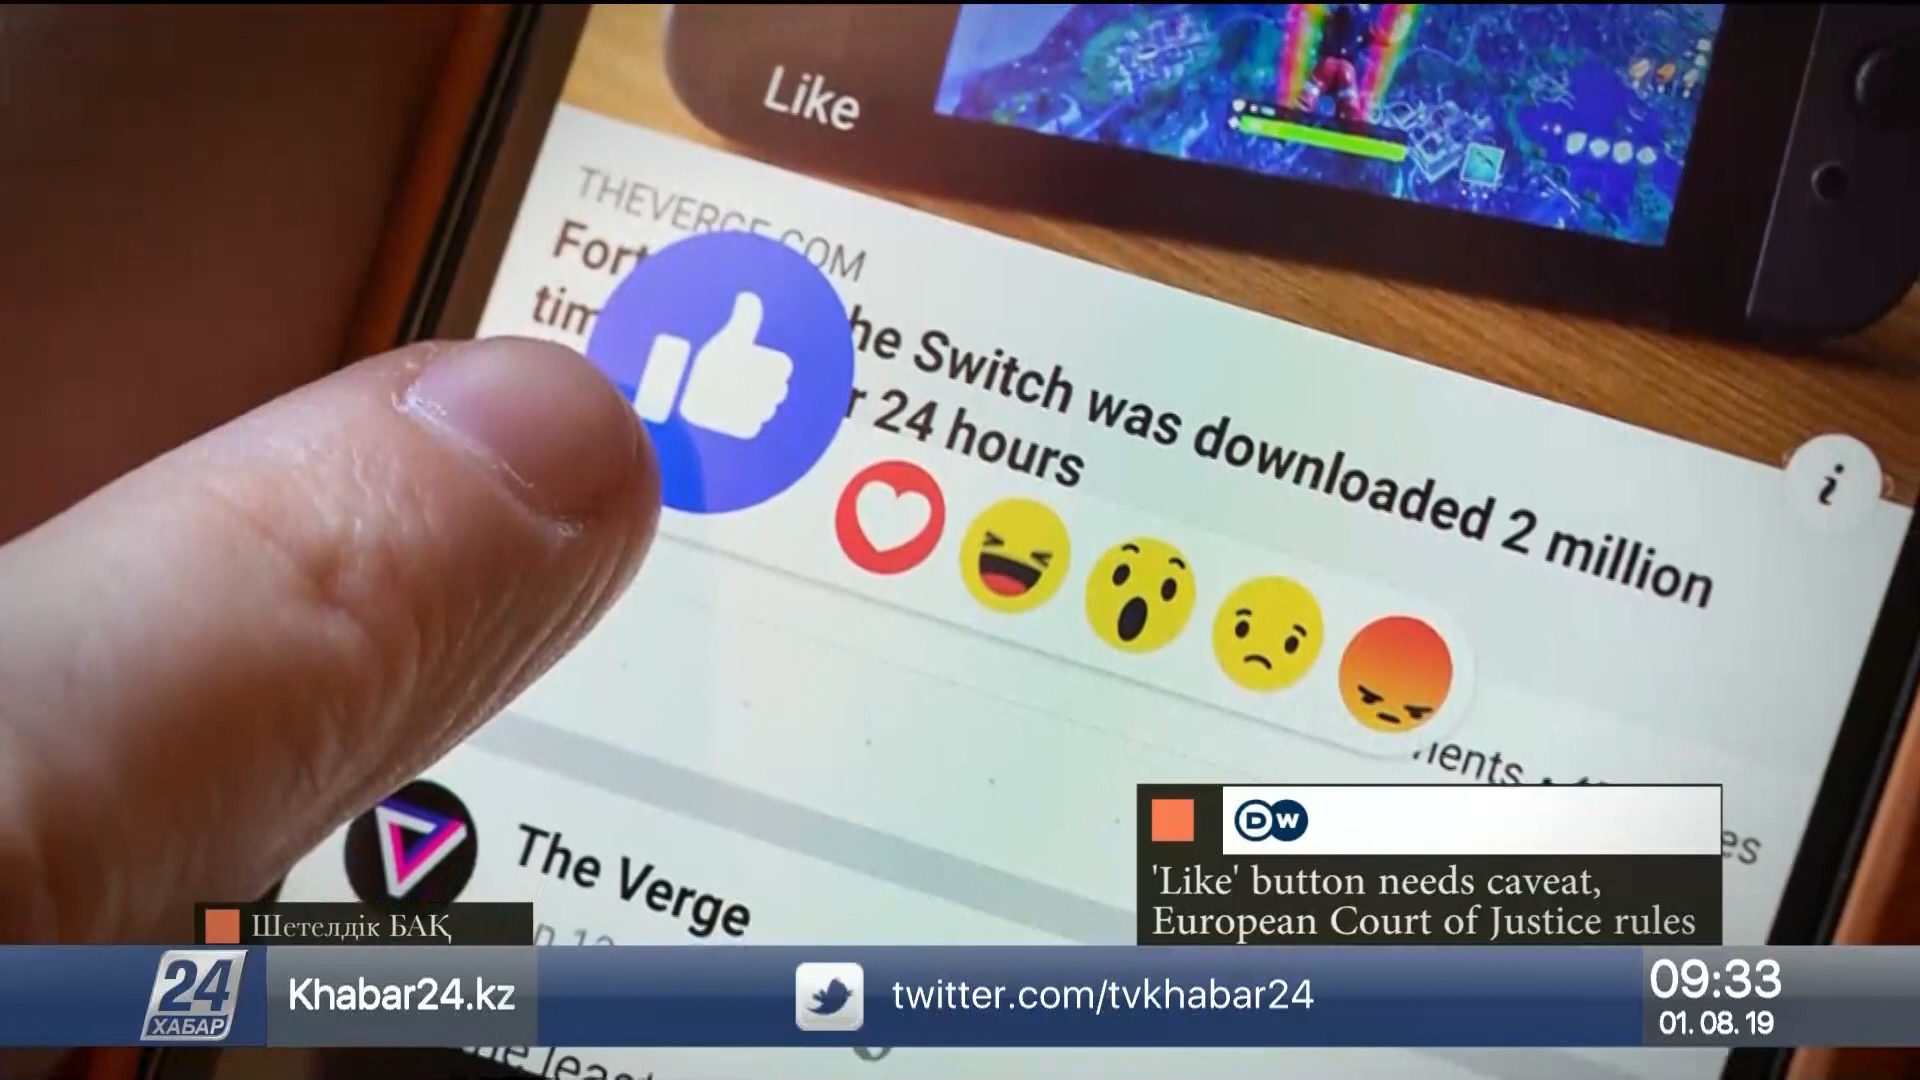 Like
THEVERGE.COM
he Switch was downloaded 2 million
24 hours
i
The Verge
DW
'Like' button needs caveat,
European Court of Justice rules
Шетелдік БАҚ
24
ХАБАР
Khabar24.kz
twitter.com/tvkhabar24
09:33
01.08.19